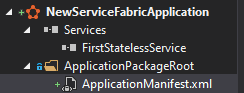 NewServiceFabricApplication
Services
FirstStatelessService
ApplicationPackageRoot
ApplicationManifest.xml